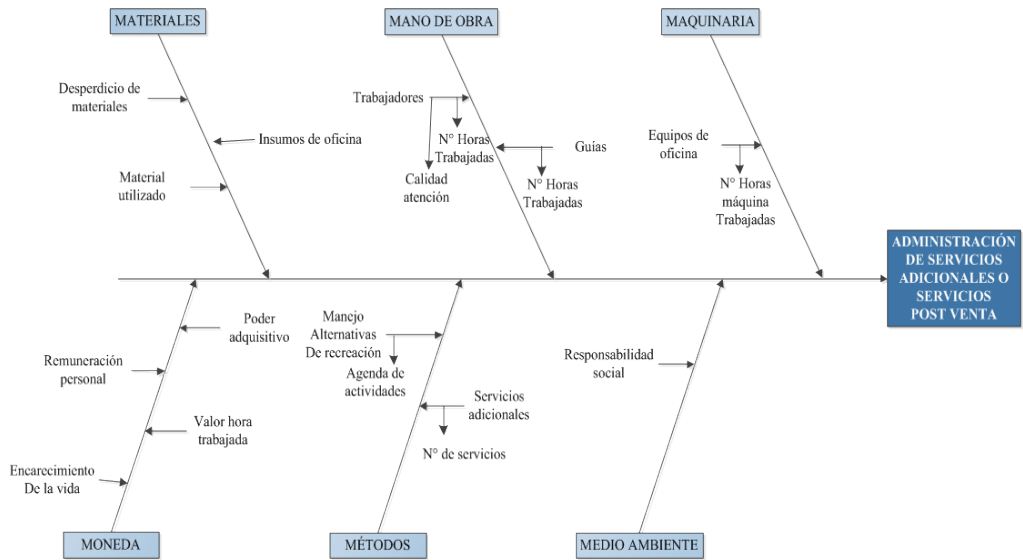 MATERIALES
MANO DE OBRA
MAQUINARIA
Desperdicio de
materiales
Insumos de oficina
Material
utilizado
Trabajadores
N° Horas
Trabajadas
Calidad
atención
Guías
N° Horas
Trabajadas
Equipos de
oficina
N° Horas
máquina
Trabajadas
ADMINISTRACIÓN
DE SERVICIOS
ADICIONALES O
SERVICIOS
POST VENTA
Poder
adquisitivo
Remuneración
personal
Valor hora
trabajada
Encarecimiento
De la vida
Manejo
Alternativas
De recreación
Agenda de
actividades
Servicios
adicionales
N° de servicios
Responsabilidad
social
MONEDA
MÉTODOS
MEDIO AMBIENTE